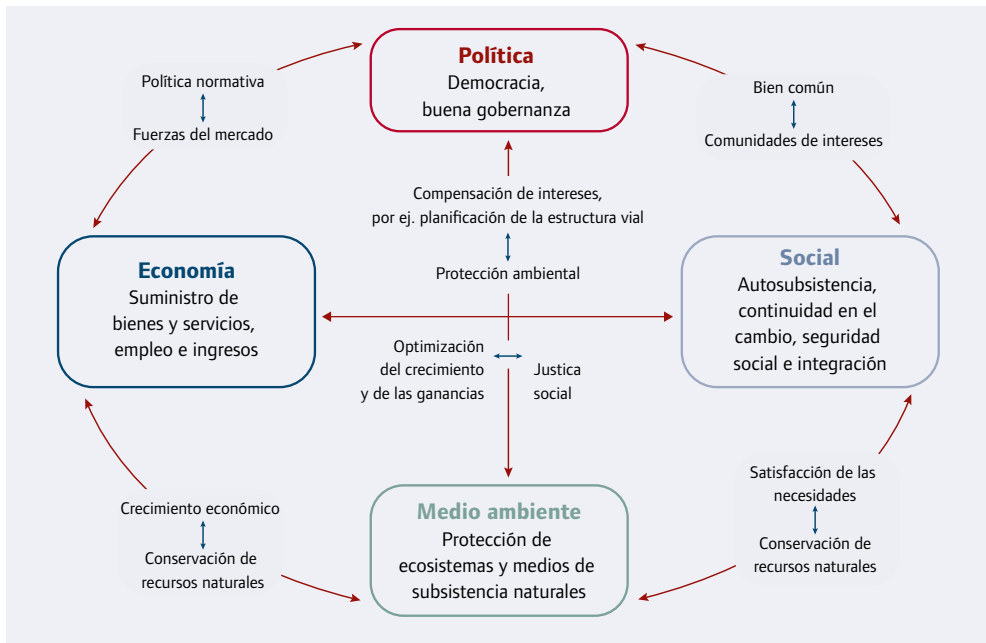 Política
Democracia,
buena gobernanza
Política normativa
Fuerzas del mercado
Bien común
Comunidades de intereses
Compensación de intereses,
por ej. planificación de la estructura vial
Protección ambiental
Economía
Suministro de
bienes y servicios,
empleo e ingresos
Social
Autosubsistencia,
continuidad en el
cambio, seguridad
social e integración
Optimización
del crecimiento
y de las ganancias
Justica
social
Crecimiento económico
Conservación de
recursos naturales
Medio ambiente
Protección de
ecosistemas y medios de
subsistencia naturales
Satisfacción de las
necesidades
Conservación de
recursos naturales